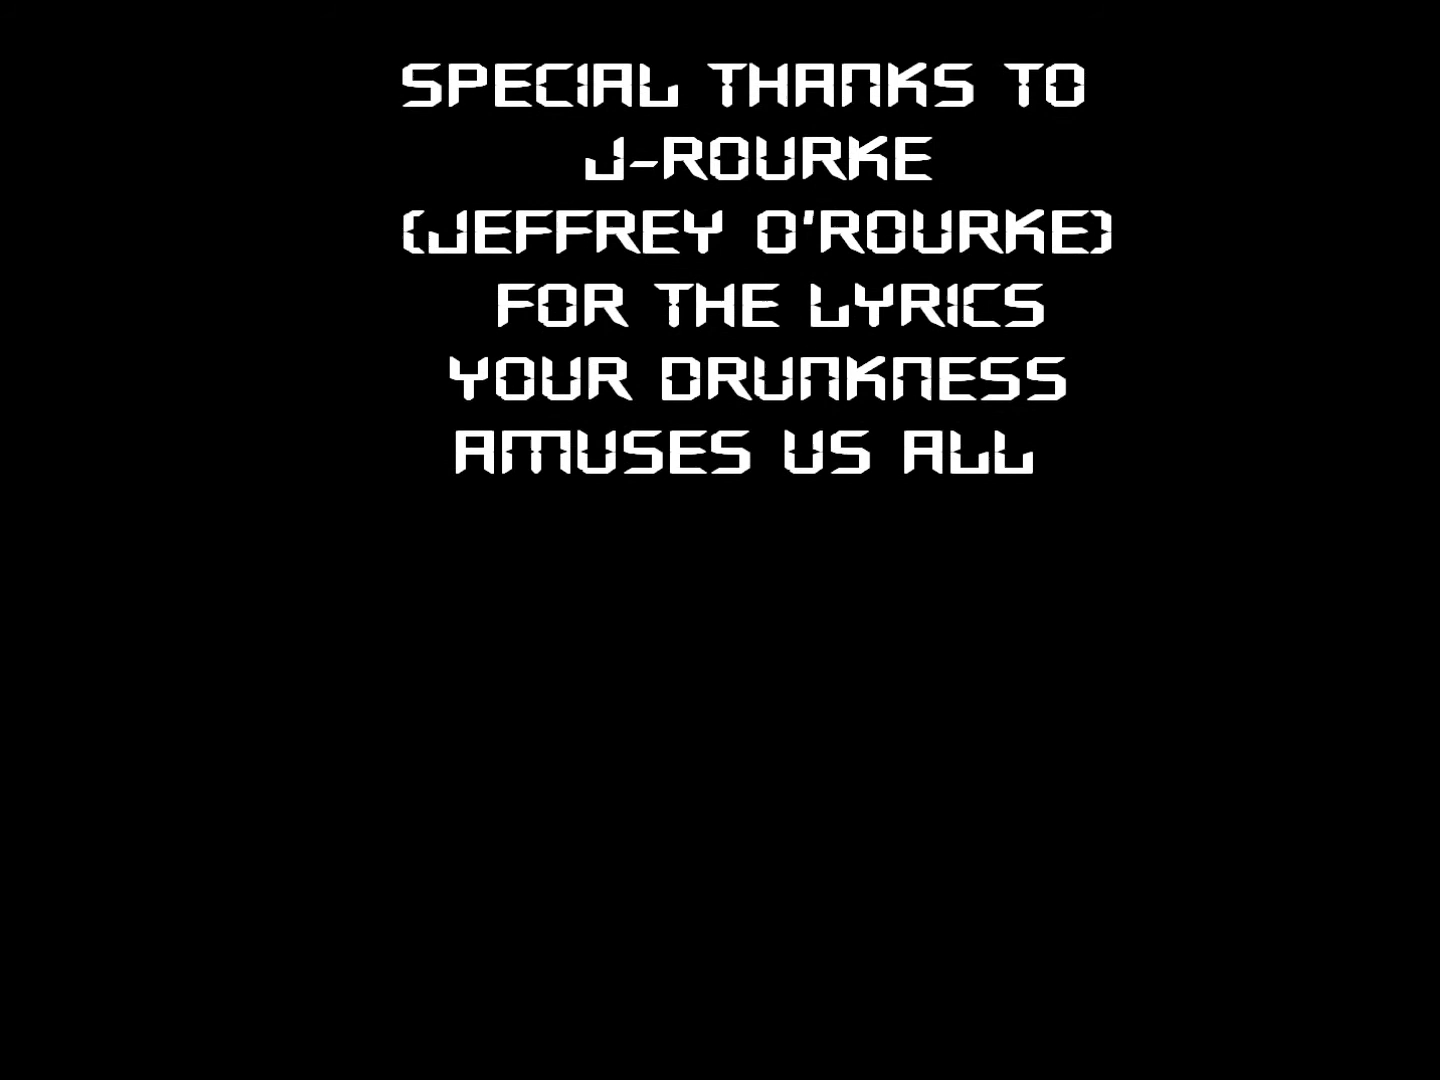 SPECIAL THANKS TO
J-ROURKE
(JEFFREY O'ROURKE)
FOR THE LYRICS
YOUR DRUNKNESS
AMUSES US ALL